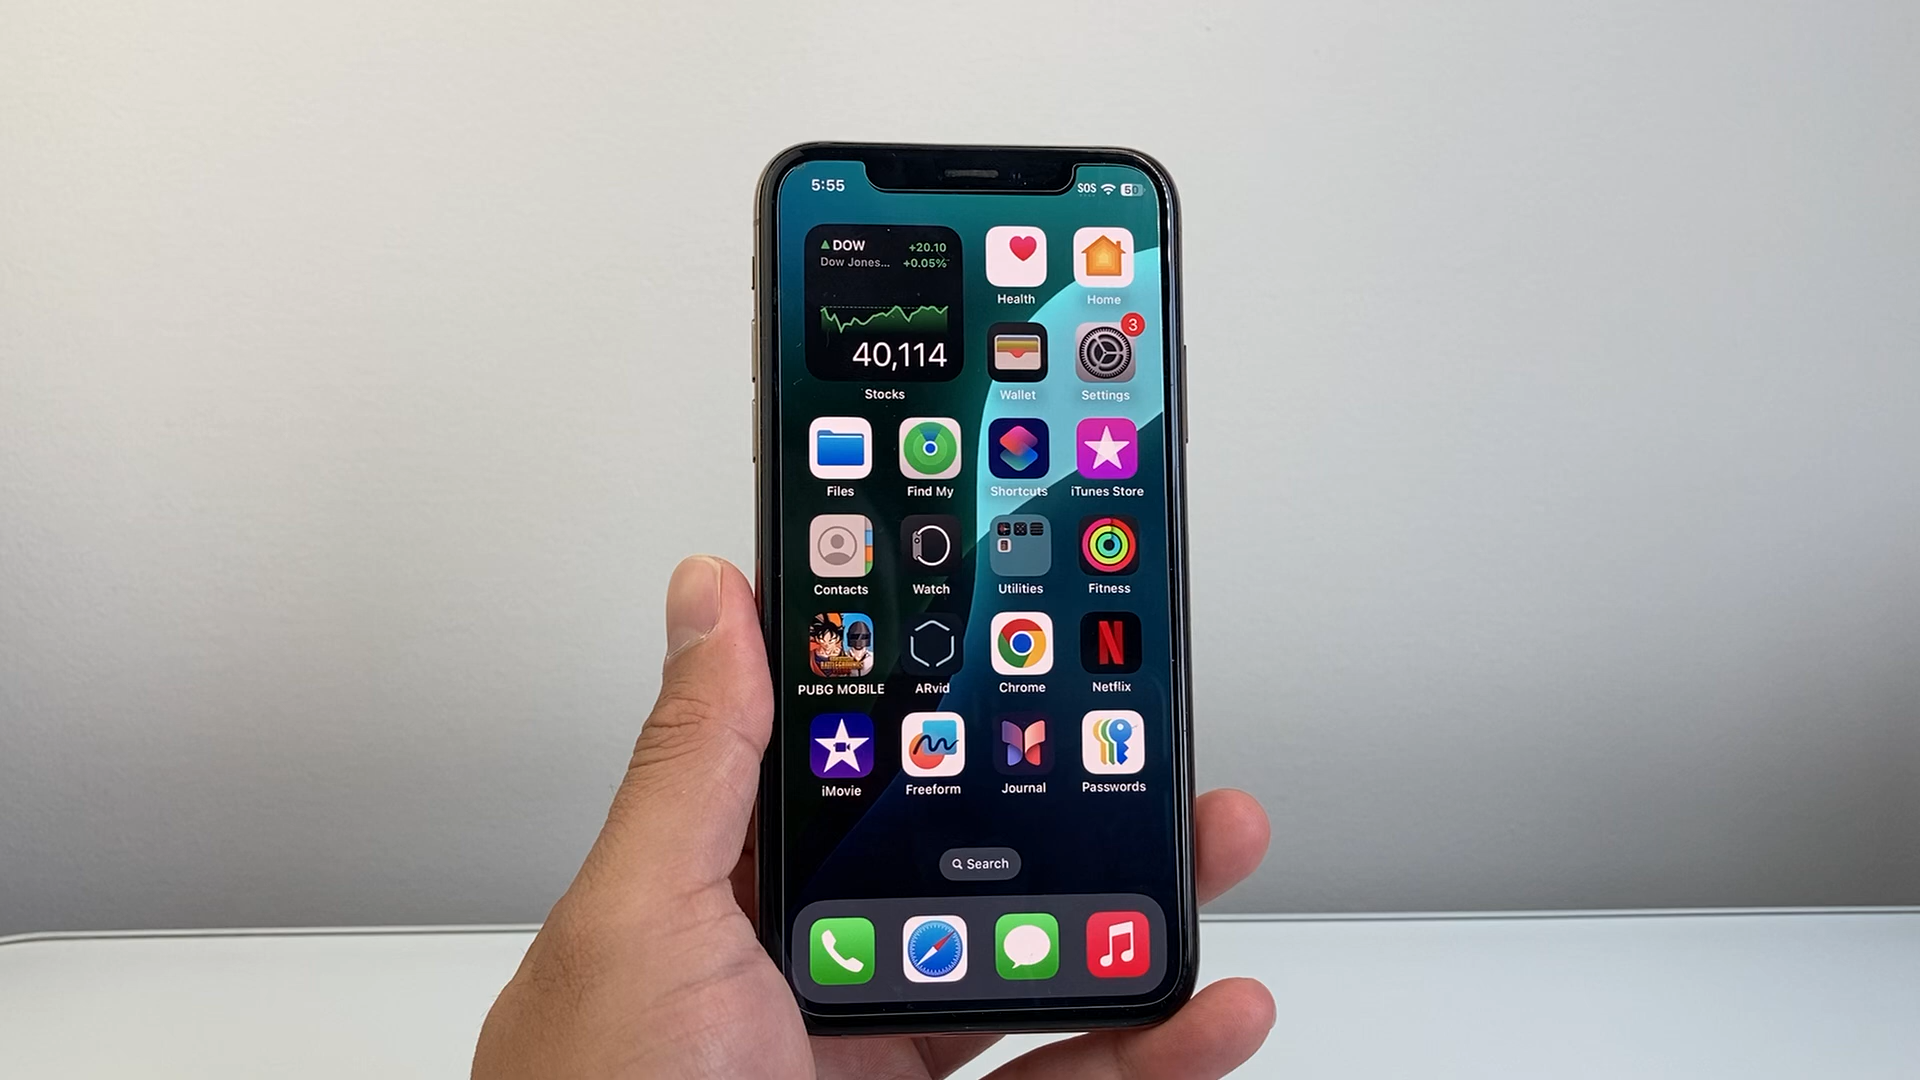 5:55
SOS 50
DOW +20.10
Dow Jones... +0.05%
40,114
Stocks
Health Home
Wallet Settings
3
Files Find My Shortcuts iTunes Store
Contacts Watch Utilities Fitness
PUBG MOBILE ARvid Chrome Netflix
N
iMovie Freeform Journal Passwords
Search